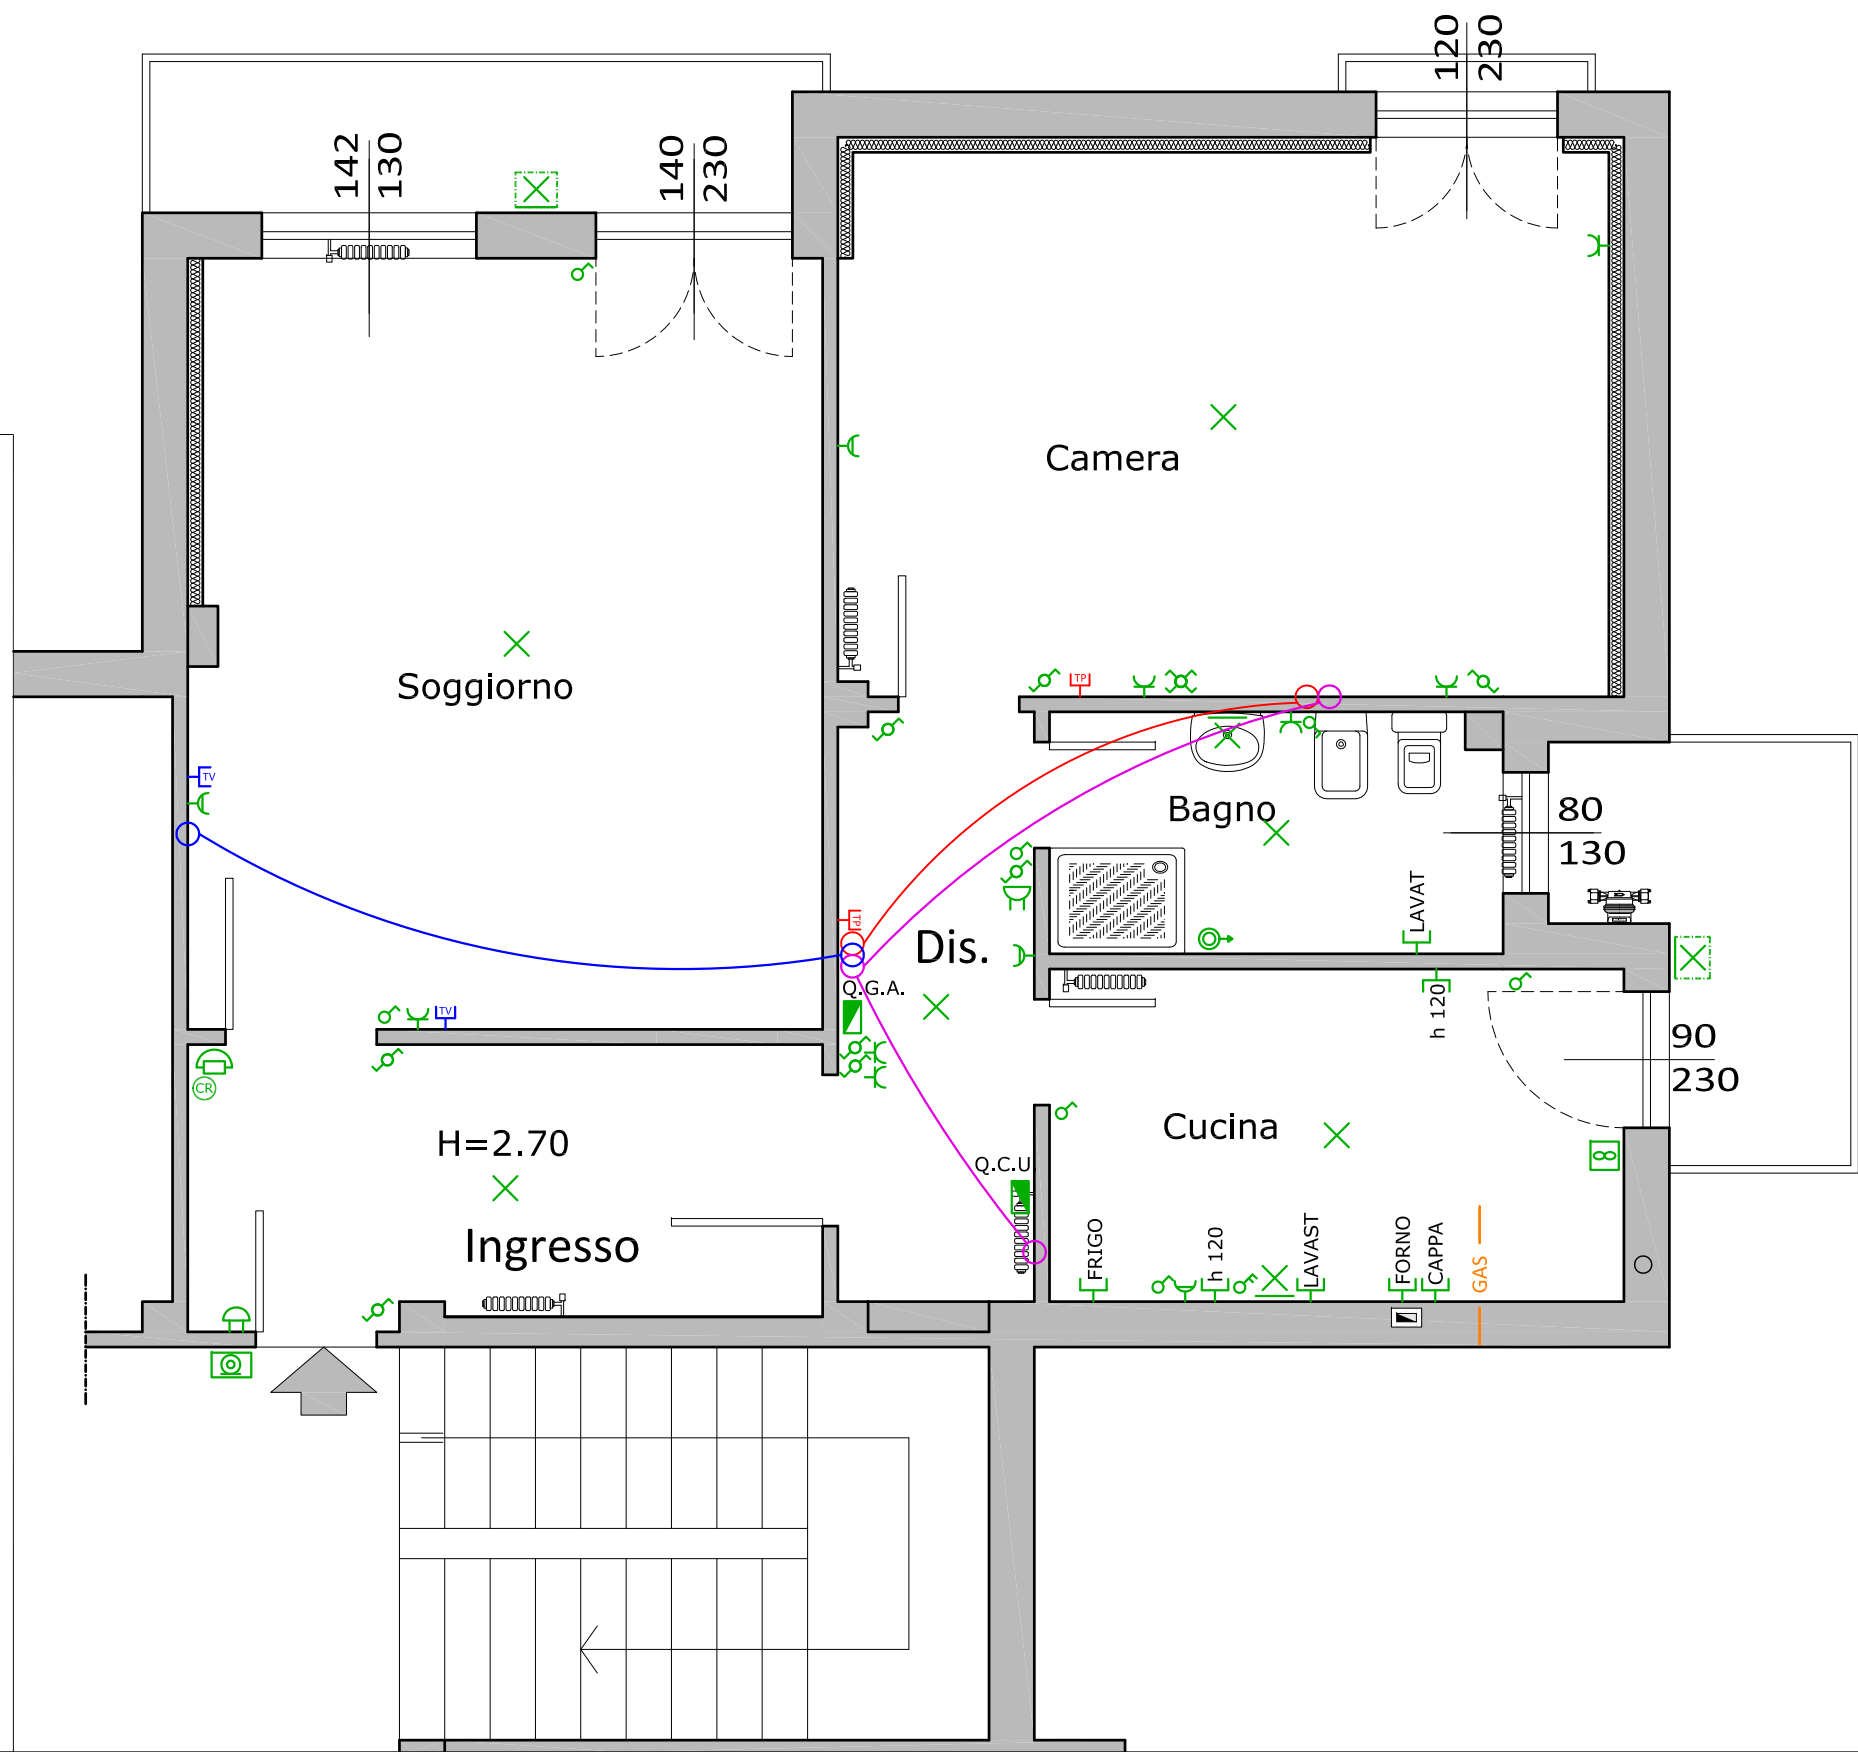 120
230
142
130
140
230
Camera
Soggiorno
TP
TV
Bagno
80
130
LAVAT
TP
Dis.
Q.G.A.
TV
h 120
90
230
CR
Cucina
H=2.70
Q.C.U.
Ingresso
FRIGO
h 120
LAVAST
FORNO
CAPPA
GAS